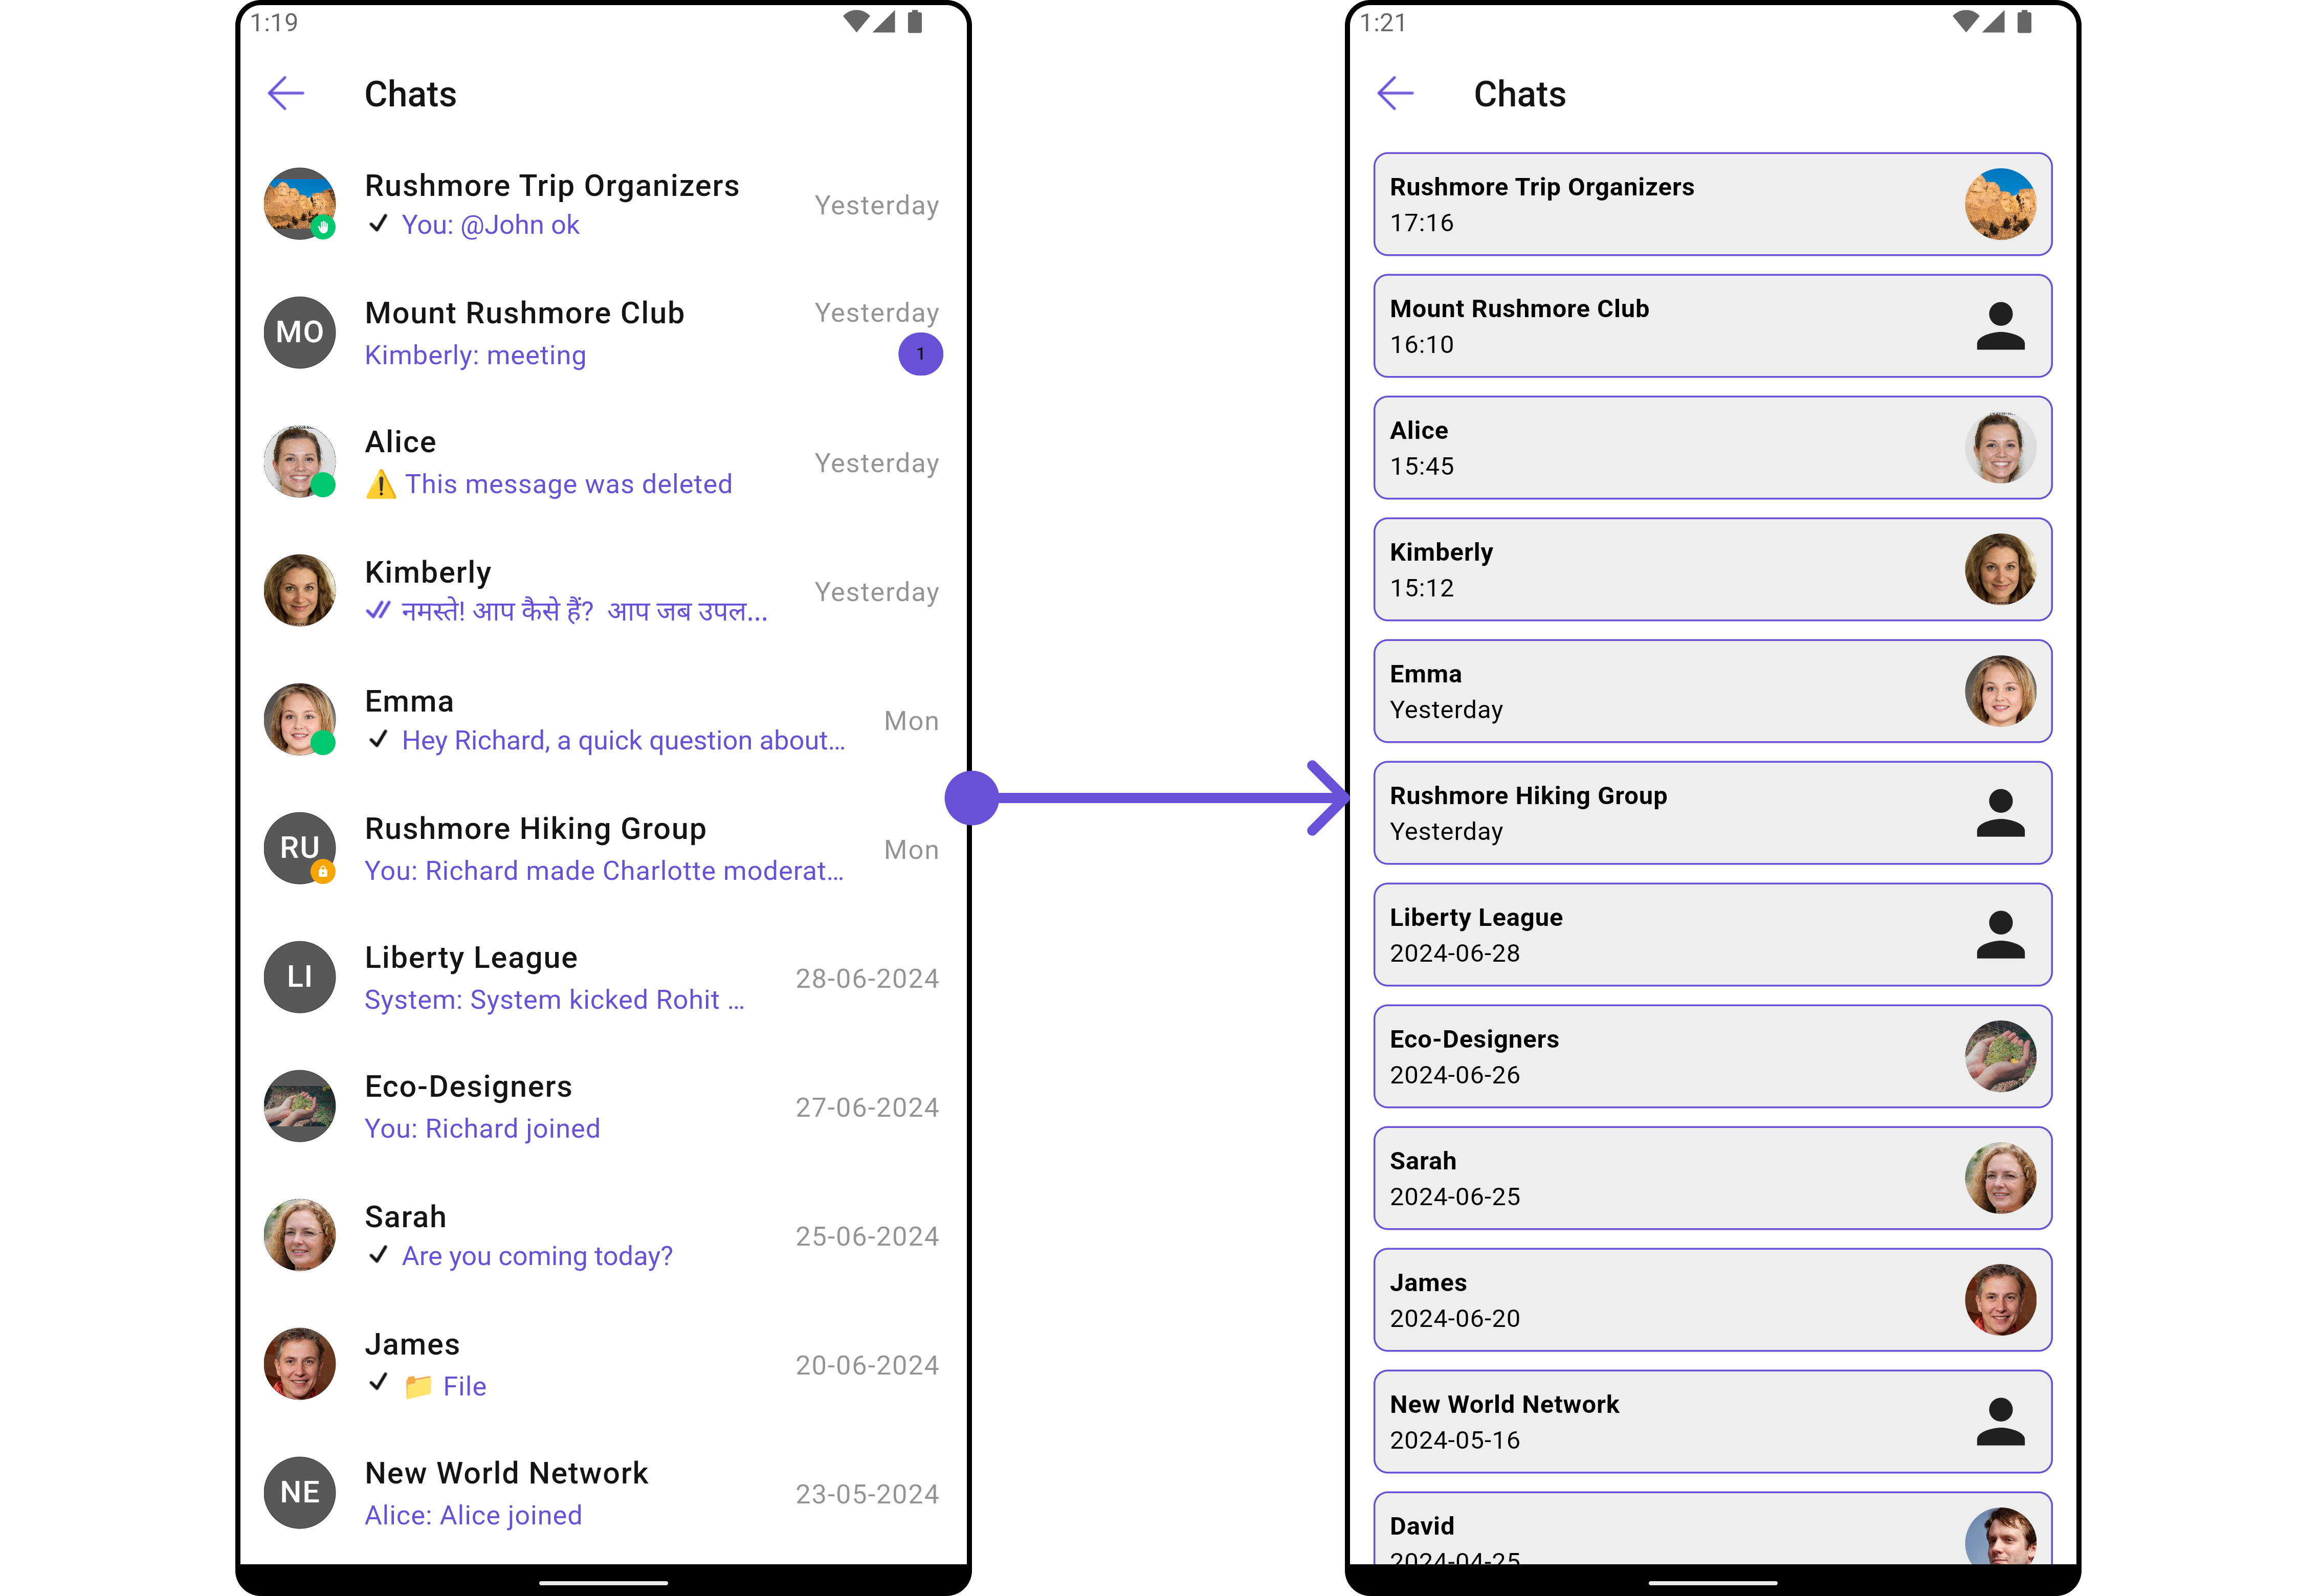 1:19
Chats
Rushmore Trip Organizers
You: @John ok
Yesterday
MO
Mount Rushmore Club
Kimberly: meeting
Yesterday
1
Alice
⚠️ This message was deleted
Yesterday
Kimberly
नमस्ते! आप कैसे हैं?  आप जब उपल...
Yesterday
Emma
Hey Richard, a quick question about...
Mon
RU
Rushmore Hiking Group
You: Richard made Charlotte moderat...
Mon
LI
Liberty League
System: System kicked Rohit ...
28-06-2024
Eco-Designers
You: Richard joined
27-06-2024
Sarah
Are you coming today?
25-06-2024
James
📁 File
20-06-2024
NE
New World Network
Alice: Alice joined
23-05-2024
1:21
Chats
Rushmore Trip Organizers
17:16
Mount Rushmore Club
16:10
Alice
15:45
Kimberly
15:12
Emma
Yesterday
Rushmore Hiking Group
Yesterday
Liberty League
2024-06-28
Eco-Designers
2024-06-26
Sarah
2024-06-25
James
2024-06-20
New World Network
2024-05-16
David
2024-04-25